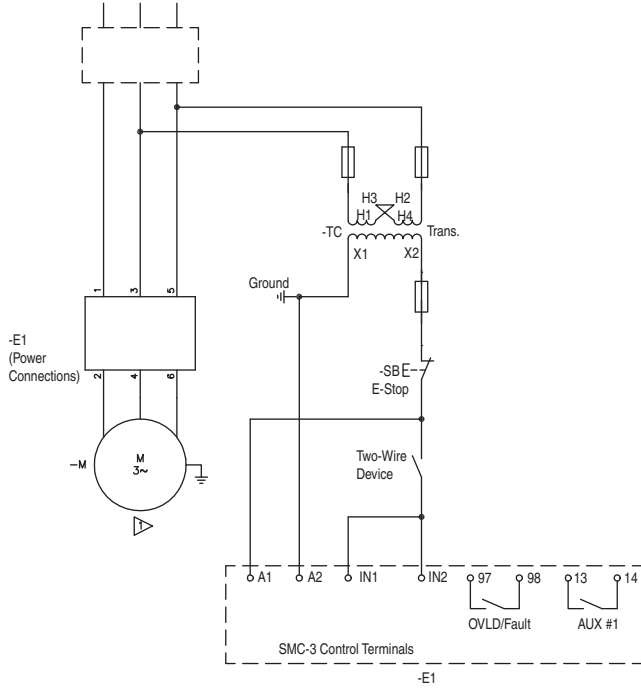 H3 H2
H1 H4
-TC Trans.
X1 X2
Ground
1 3 5
-E1
(Power
Connections)
-SB
E-Stop
2 4 6
M
3~
-M
1
Two-Wire
Device
A1 A2 IN1 IN2 97 98 13 14
OVLD/Fault AUX #1
SMC-3 Control Terminals
-E1